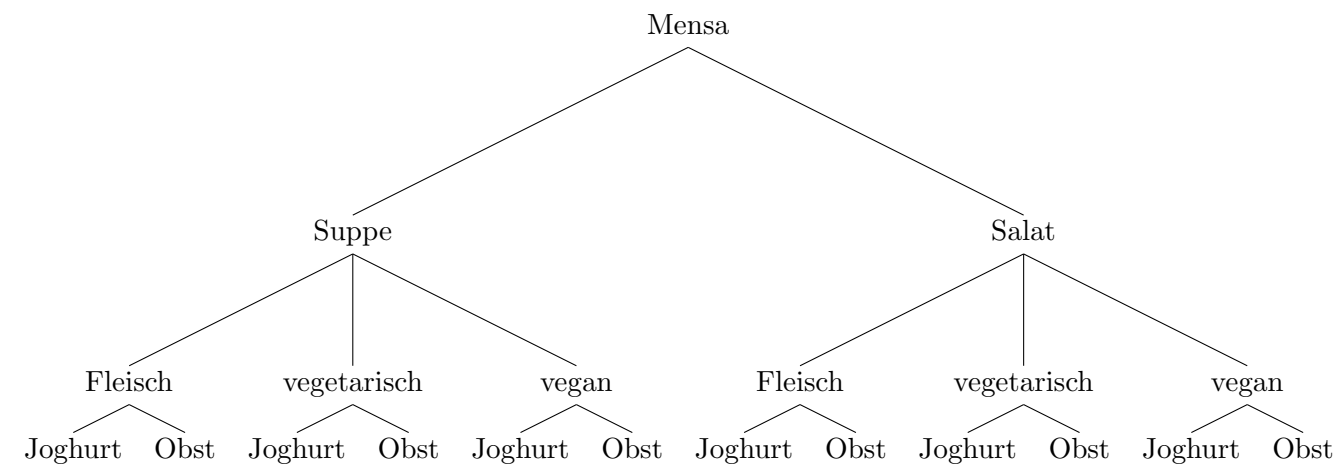 Mensa
Suppe Salat
Fleisch vegetarisch vegan Fleisch vegetarisch vegan
Joghurt Obst Joghurt Obst Joghurt Obst Joghurt Obst Joghurt Obst Joghurt Obst